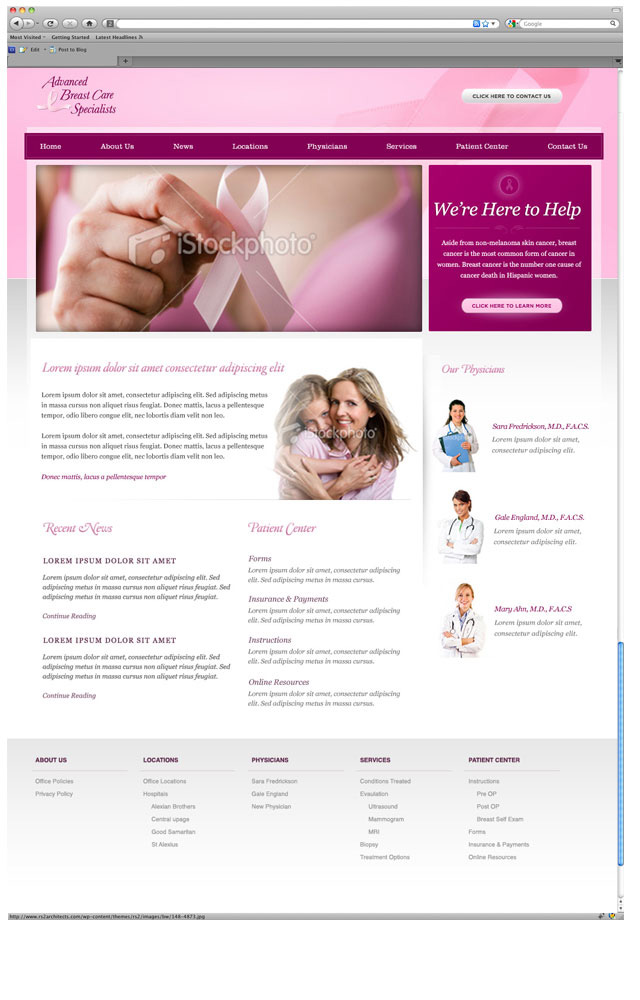 Google
Most Visited
Getting Started
Latest Headlines
Edit
Post to Blog
Advanced
Breast Care
Specialists
CLICK HERE TO CONTACT US
Home
About Us
News
Locations
Physicians
Services
Patient Center
Contact Us
iStockphoto
We're Here to Help
Aside from non-melanoma skin cancer, breast
cancer is the most common form of cancer in
women. Breast cancer is the number one cause of
cancer death in Hispanic women.
CLICK HERE TO LEARN MORE
Lorem ipsum dolor sit amet consectetur adipiscing elit
Lorem ipsum dolor sit amet, consectetur adipiscing elit. Sed adipiscing metus
in massa cursus non aliquet risus feugiat. Donec mattis, lacus a pellentesque
tempor, odio libero congue elit, nec lobortis diam velit non leo.
Lorem ipsum dolor sit amet, consectetur adipiscing elit. Sed adipiscing metus
in massa cursus non aliquet risus feugiat. Donec mattis, lacus a pellentesque
tempor, odio libero congue elit, nec lobortis diam velit non leo.
Donec mattis, lacus a pellentesque tempor
iStockphoto
Our Physicians
Sara Fredrickson, M.D., F.A.C.S.
Lorem ipsum dolor sit amet,
consectetur adipiscing.
Gale England, M.D., F.A.C.S.
Lorem ipsum dolor sit amet,
consectetur adipiscing.
Mary Ahn, M.D., F.A.C.S
Lorem ipsum dolor sit amet,
consectetur adipiscing.
Recent News
LOREM IPSUM DOLOR SIT AMET
Lorem ipsum dolor sit amet, consectetur adipiscing elit. Sed
adipiscing metus in massa cursus non aliquet risus feugiat. Sed
adipiscing metus in massa cursus non aliquet risus feugiat.
Continue Reading
LOREM IPSUM DOLOR SIT AMET
Lorem ipsum dolor sit amet, consectetur adipiscing elit. Sed
adipiscing metus in massa cursus non aliquet risus feugiat. Sed
adipiscing metus in massa cursus non aliquet risus feugiat.
Continue Reading
Patient Center
Forms
Lorem ipsum dolor sit amet, consectetur adipiscing
elit. Sed adipiscing metus in massa cursus.
Insurance & Payments
Lorem ipsum dolor sit amet, consectetur adipiscing
elit. Sed adipiscing metus in massa cursus.
Instructions
Lorem ipsum dolor sit amet, consectetur adipiscing
elit. Sed adipiscing metus in massa cursus.
Online Resources
Lorem ipsum dolor sit amet, consectetur adipiscing
elit. Sed adipiscing metus in massa cursus.
ABOUT US
Office Policies
Privacy Policy
LOCATIONS
Office Locations
Hospitals
Alexian Brothers
Central upage
Good Samaritan
St Alexius
PHYSICIANS
Sara Fredrickson
Gale England
New Physician
SERVICES
Conditions Treated
Evaulation
Ultrasound
Mammogram
MRI
Biopsy
Treatment Options
PATIENT CENTER
Instructions
Pre OP
Post OP
Breast Self Exam
Forms
Insurance & Payments
Online Resources
http://www.rs2architects.com/wp-content/themes/rs2/images/bw/148-4873.jpg